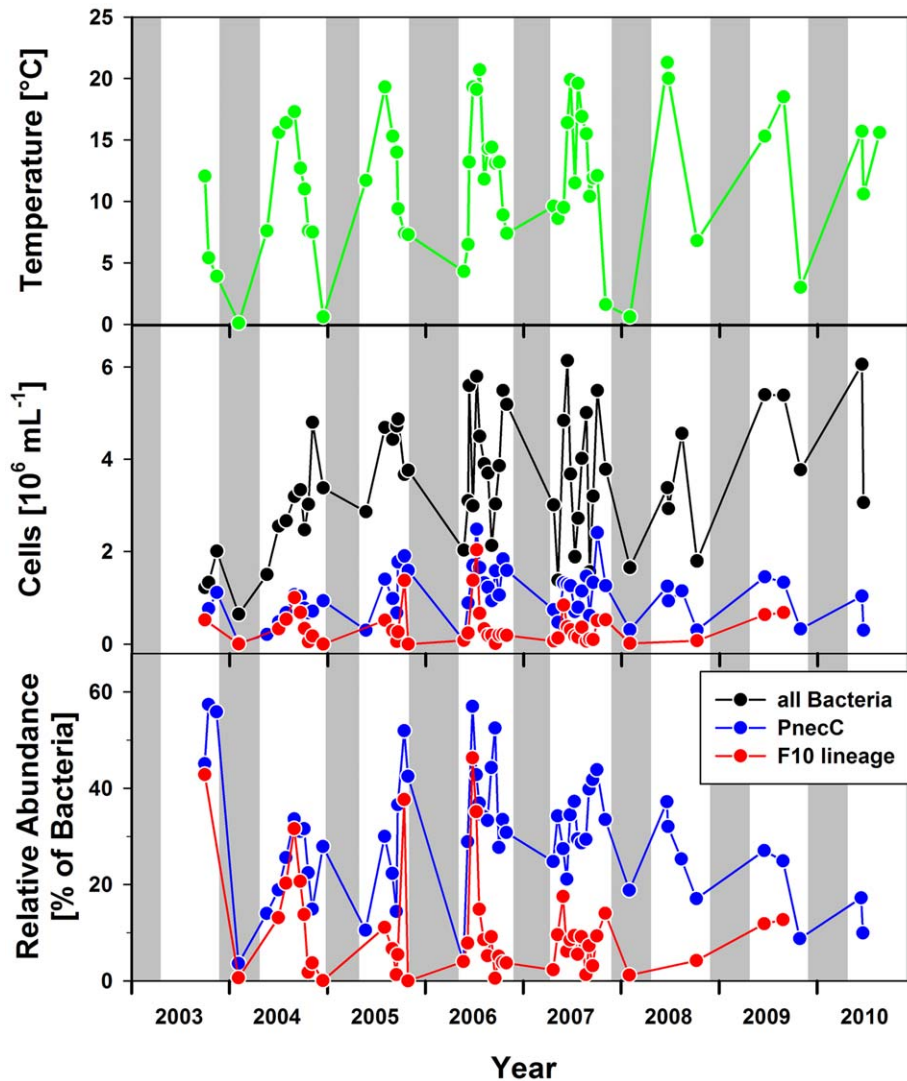 Temperature [°C]
25
20
15
10
5
0
Cells [10⁶ mL⁻¹]
6
4
2
0
Relative Abundance
[% of Bacteria]
60
40
20
0
all Bacteria
PnecC
F10 lineage
2003 2004 2005 2006 2007 2008 2009 2010
Year